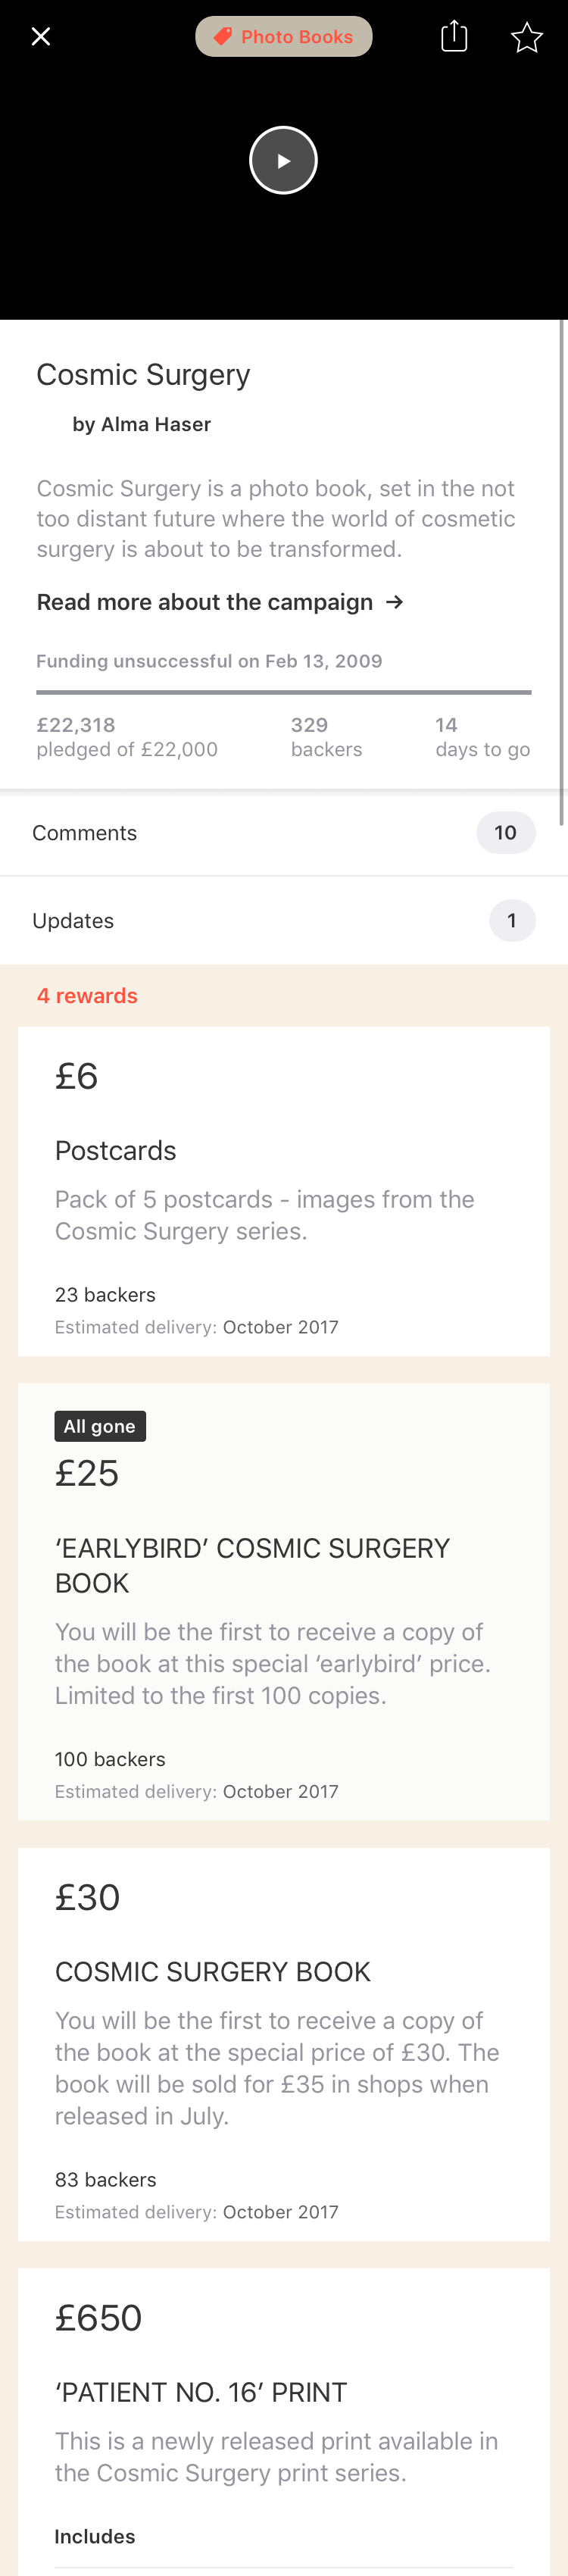 Photo Books
Cosmic Surgery
by Alma Haser
Cosmic Surgery is a photo book, set in the not
too distant future where the world of cosmetic
surgery is about to be transformed.
Read more about the campaign →
Funding unsuccessful on Feb 13, 2009
£22,318
pledged of £22,000
329
backers
14
days to go
Comments
10
Updates
1
4 rewards
£6
Postcards
Pack of 5 postcards - images from the
Cosmic Surgery series.
23 backers
Estimated delivery: October 2017
All gone
£25
‘EARLYBIRD’ COSMIC SURGERY
BOOK
You will be the first to receive a copy of
the book at this special ‘earlybird’ price.
Limited to the first 100 copies.
100 backers
Estimated delivery: October 2017
£30
COSMIC SURGERY BOOK
You will be the first to receive a copy of
the book at the special price of £30. The
book will be sold for £35 in shops when
released in July.
83 backers
Estimated delivery: October 2017
£650
‘PATIENT NO. 16’ PRINT
This is a newly released print available in
the Cosmic Surgery print series.
Includes